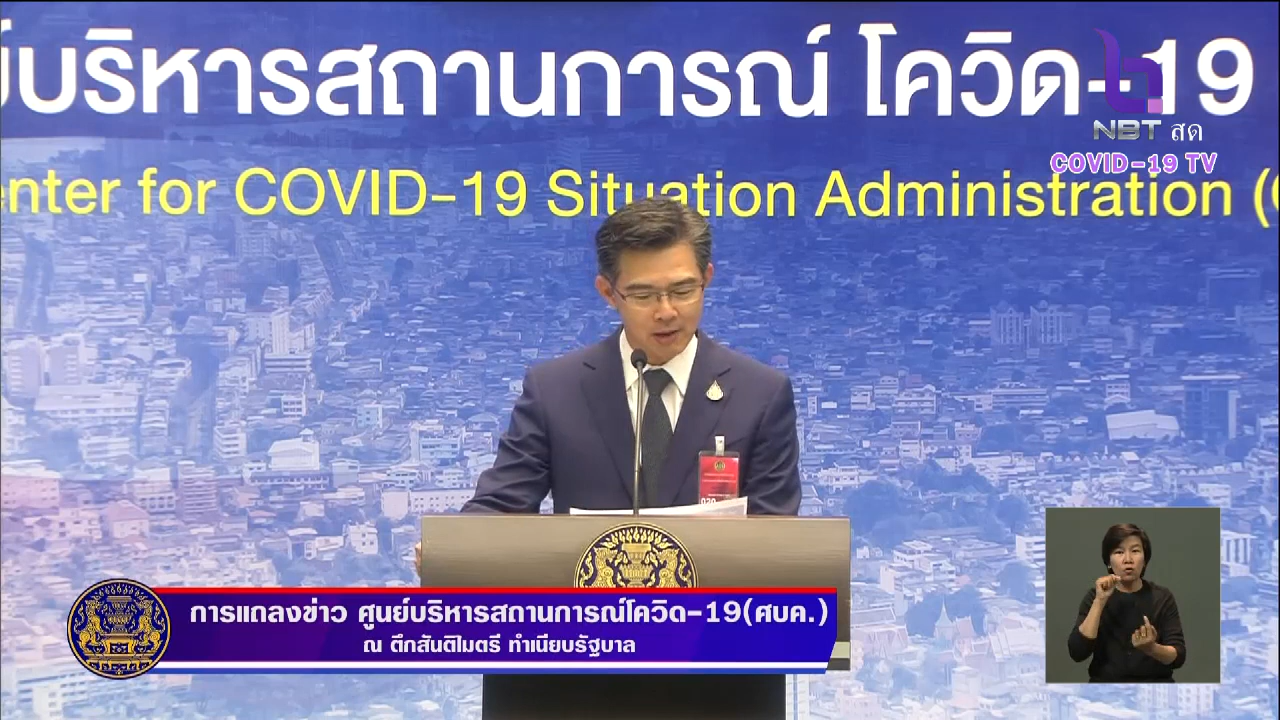 ย์บริหารสถานการณ์ โควิด-19
NBT สด
COVID-19 TV
enter for COVID-19 Situation Administration (
030
การแถลงข่าว ศูนย์บริหารสถานการณ์โควิด-19(ศบค.)
ณ ตึกสันติไมตรี ทำเนียบรัฐบาล